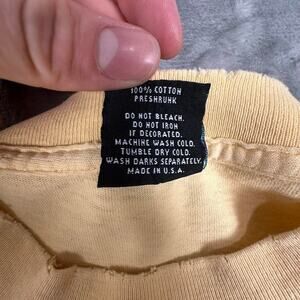 100% COTTON
PRESHRUHK
DO NOT BLEACH.
DO NOT IRON
IF DECORATED.
MACHINE WASH COLD.
TUMBLE DRY COLD.
WASH DARKS SEPARATELY.
MADE IN U.S.A.